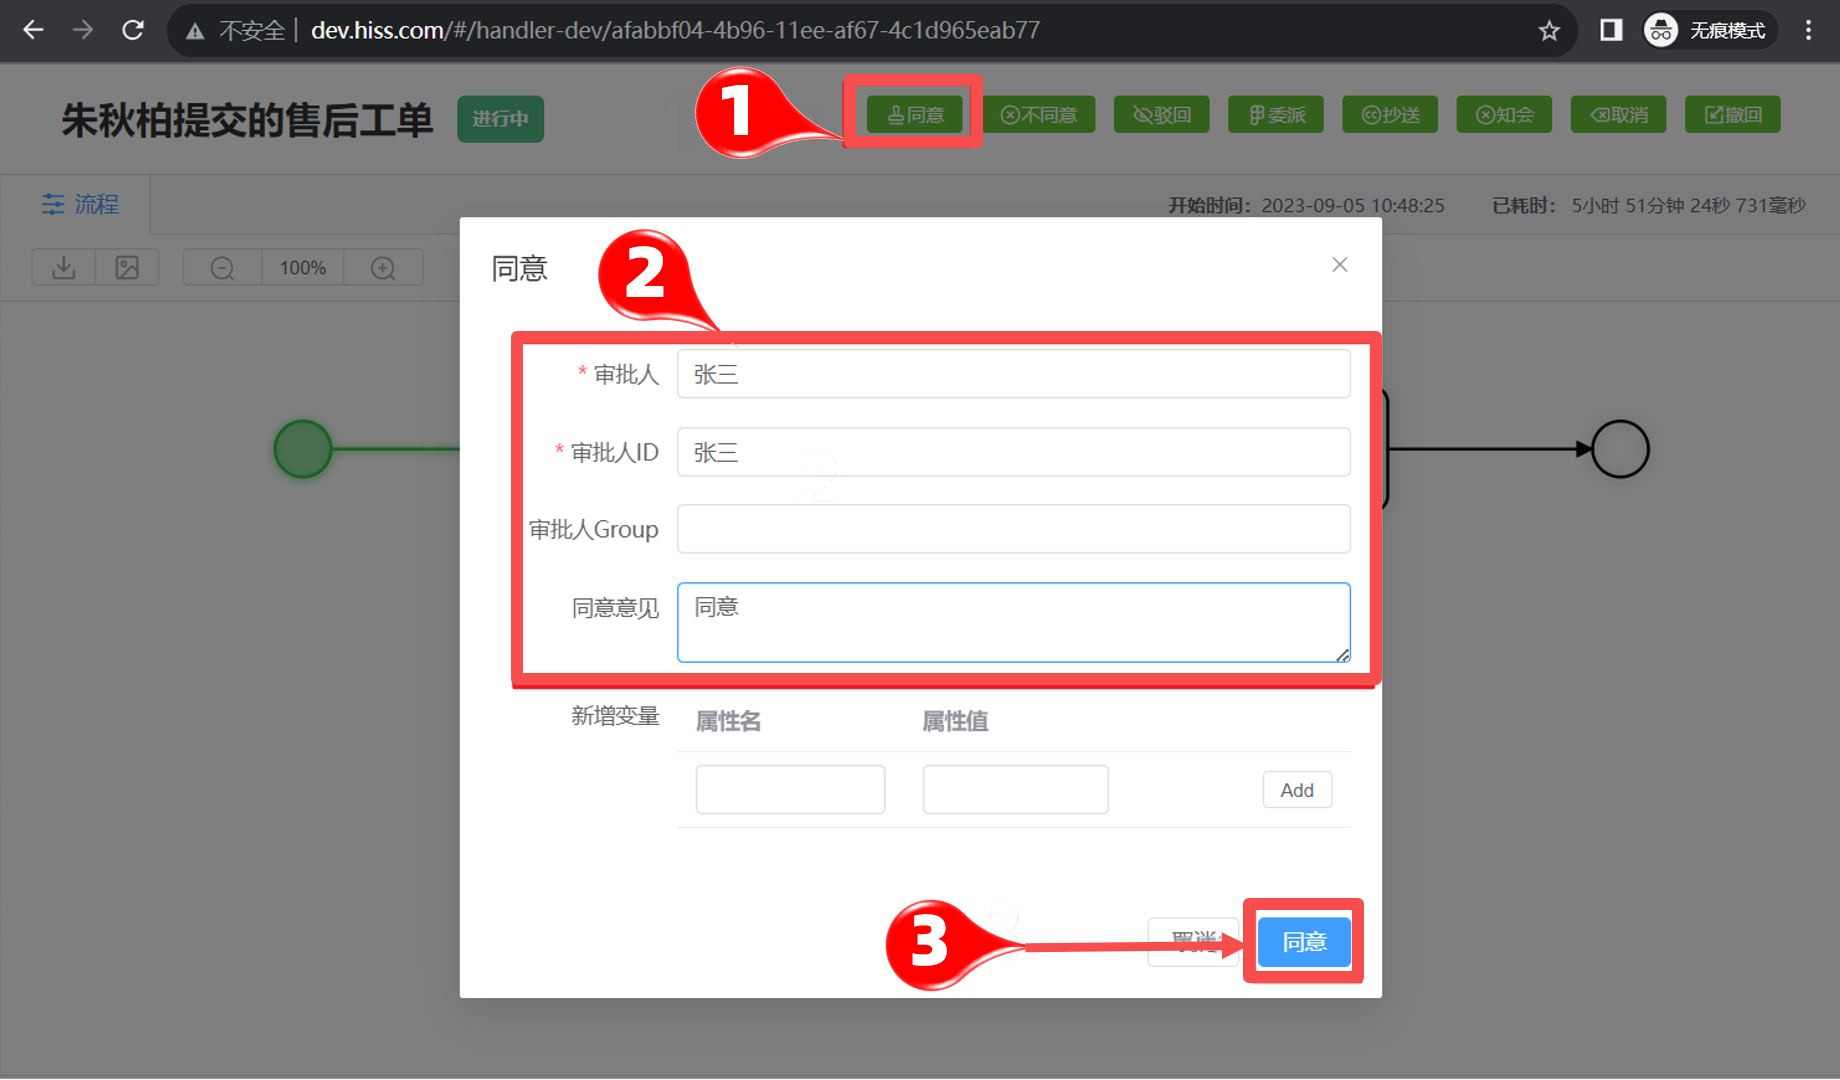 不安全 dev.hiss.com/#/handler-dev/afabbf04-4b96-11ee-af67-4c1d965eab77 无痕模式
朱秋柏提交的售后工单 进行中 1 同意 不同意 驳回 委派 抄送 知会 取消 撤回
流程 开始时间： 2023-09-05 10:48:25 已耗时： 5小时 51分钟 24秒 731毫秒
100%
同意 2
* 审批人 张三
* 审批人ID 张三
审批人Group
同意意见 同意
新增变量 属性名 属性值
Add
3 取消 同意